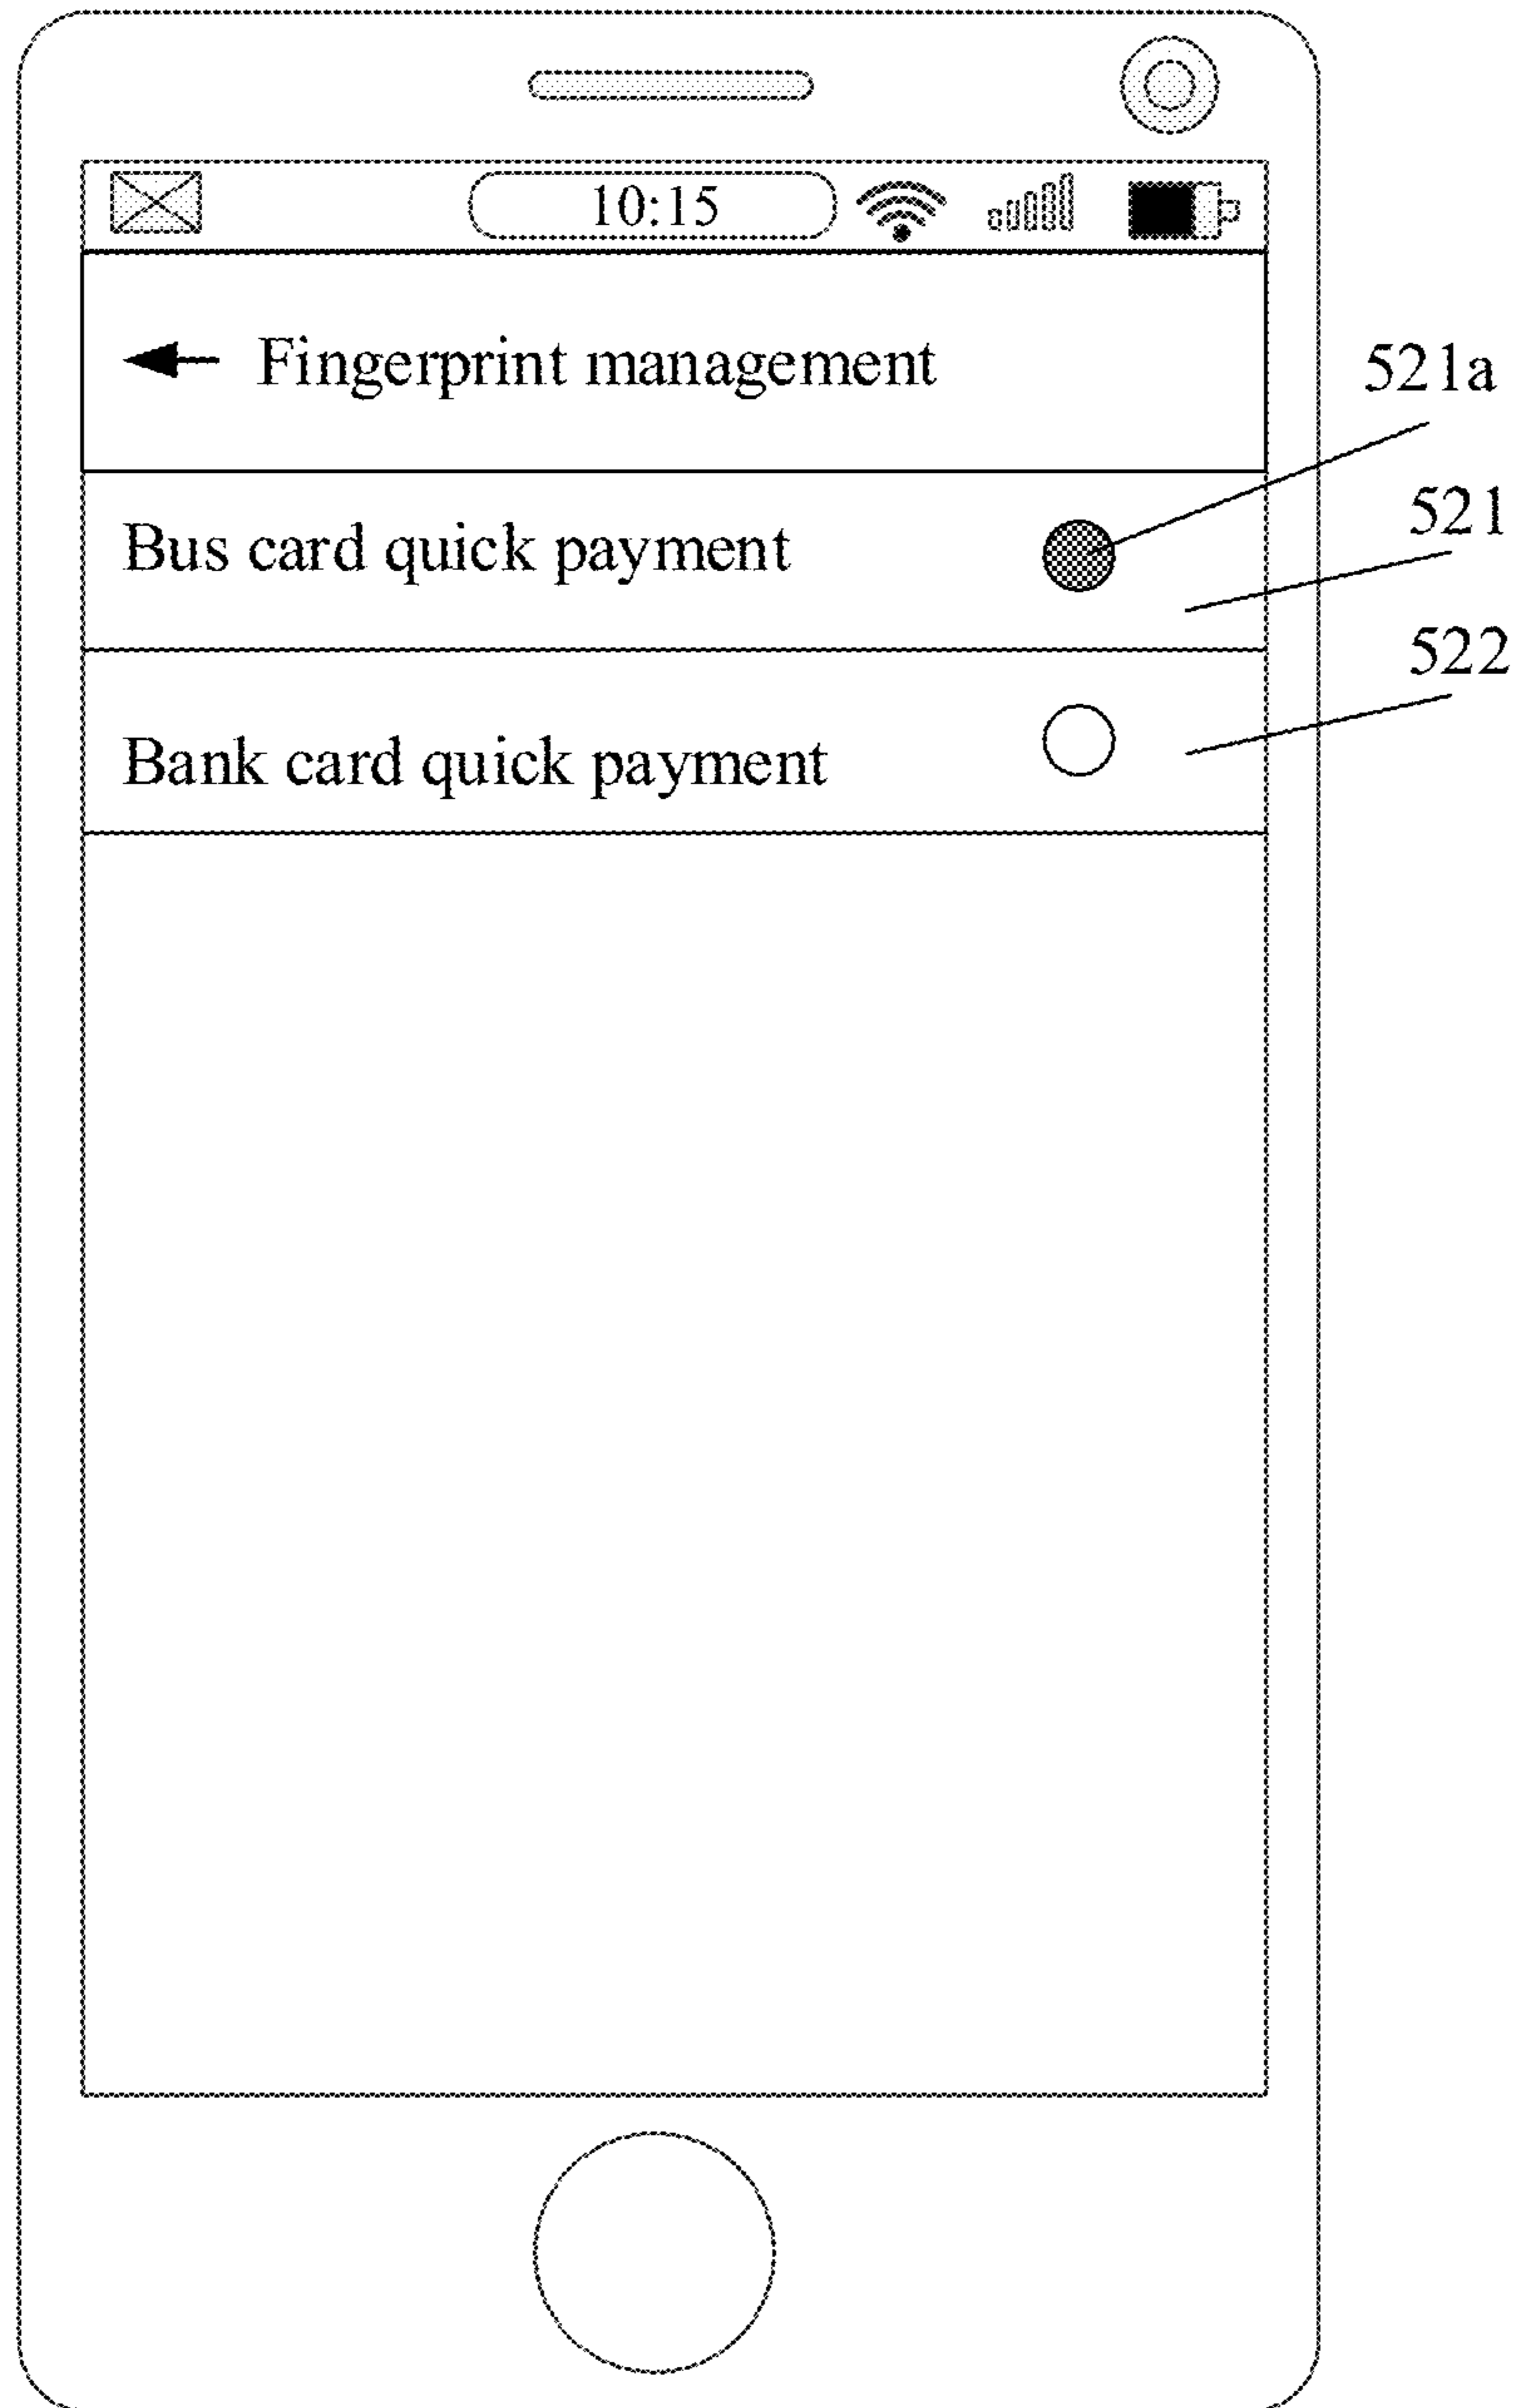 10:15
Fingerprint management
521a
Bus card quick payment
521
522
Bank card quick payment